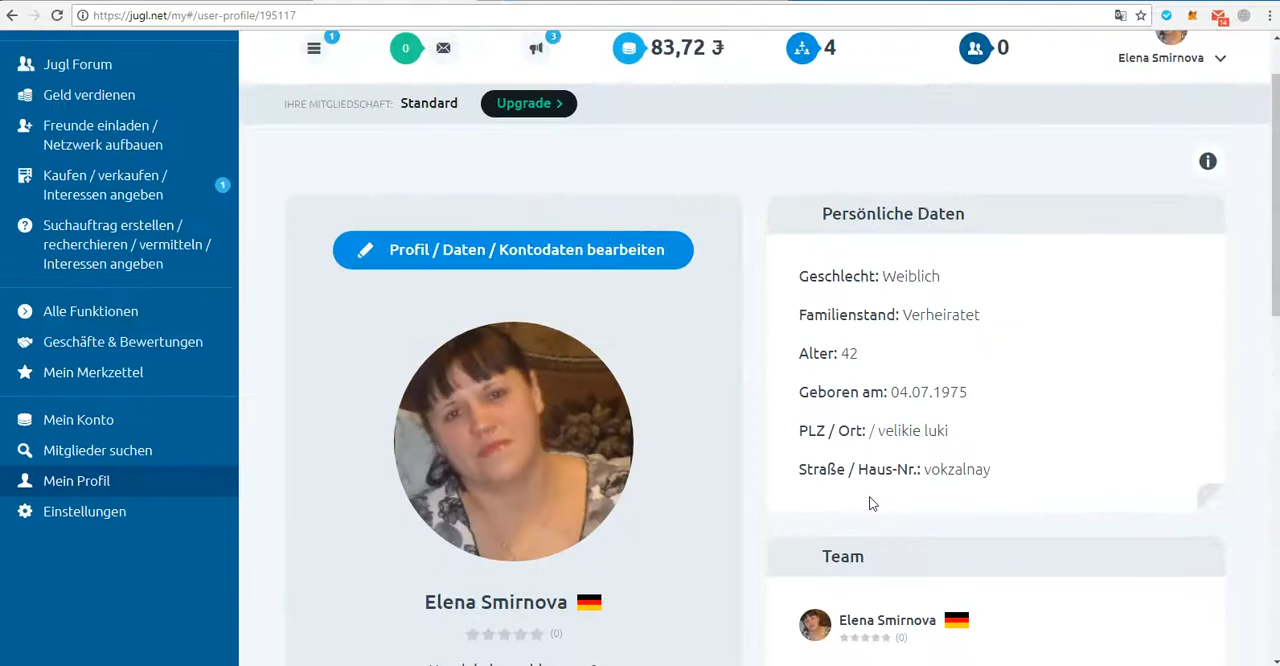 https://jugl.net/my#/user-profile/195117
14
1
0
3
83,72 J
4
0
Elena Smirnova
Jugl Forum
Geld verdienen
Freunde einladen /
Netzwerk aufbauen
Kaufen / verkaufen /
Interessen angeben
1
Suchauftrag erstellen /
recherchieren / vermitteln /
Interessen angeben
Alle Funktionen
Geschäfte & Bewertungen
Mein Merkzettel
Mein Konto
Mitglieder suchen
Mein Profil
Einstellungen
IHRE MITGLIEDSCHAFT: Standard
Upgrade >
Profil / Daten / Kontodaten bearbeiten
Elena Smirnova
(0)
Persönliche Daten
Geschlecht: Weiblich
Familienstand: Verheiratet
Alter: 42
Geboren am: 04.07.1975
PLZ / Ort: / velikie luki
Straße / Haus-Nr.: vokzalnay
Team
Elena Smirnova
(0)